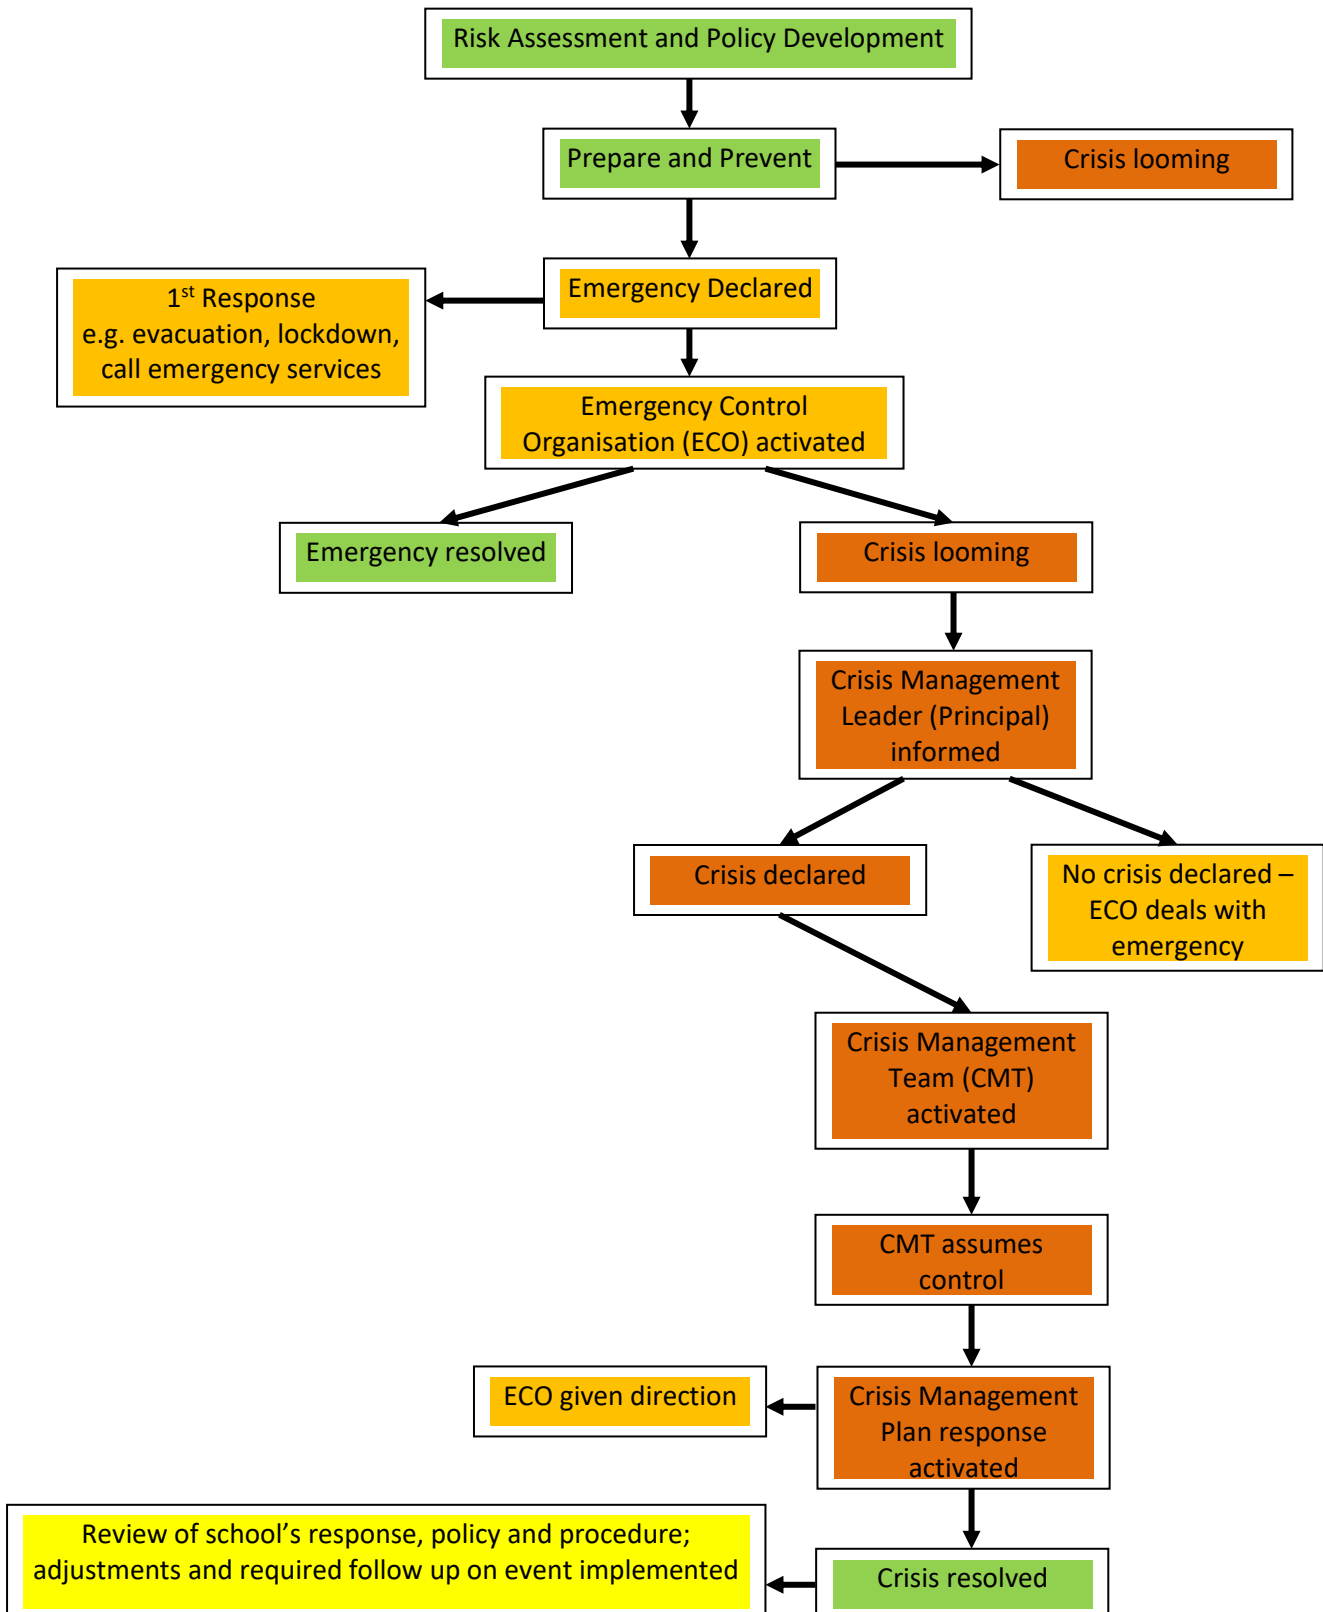 Risk Assessment and Policy Development
Prepare and Prevent
Crisis looming
Emergency Declared
1st Response
e.g. evacuation, lockdown,
call emergency services
Emergency Control
Organisation (ECO) activated
Emergency resolved
Crisis looming
Crisis Management
Leader (Principal)
informed
Crisis declared
No crisis declared –
ECO deals with
emergency
Crisis Management
Team (CMT)
activated
CMT assumes
control
ECO given direction
Crisis Management
Plan response
activated
Review of school’s response, policy and procedure;
adjustments and required follow up on event implemented
Crisis resolved